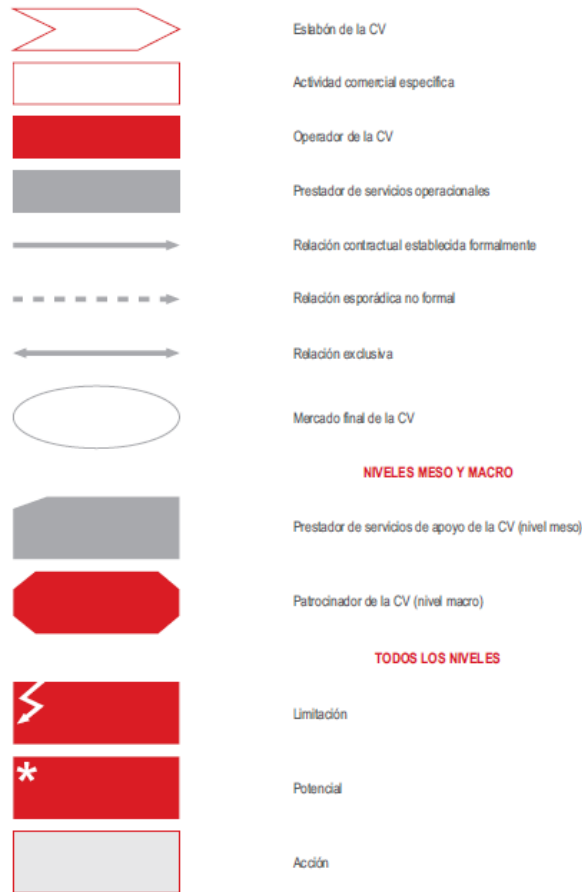 Eslabón de la CV
Actividad comercial específica
Operador de la CV
Prestador de servicios operacionales
Relación contractual establecida formalmente
Relación esporádica no formal
Relación exclusiva
Mercado final de la CV
NIVELES MESO Y MACRO
Prestador de servicios de apoyo de la CV (nivel meso)
Patrocinador de la CV (nivel macro)
TODOS LOS NIVELES
Limitación
*
Potencial
Acción